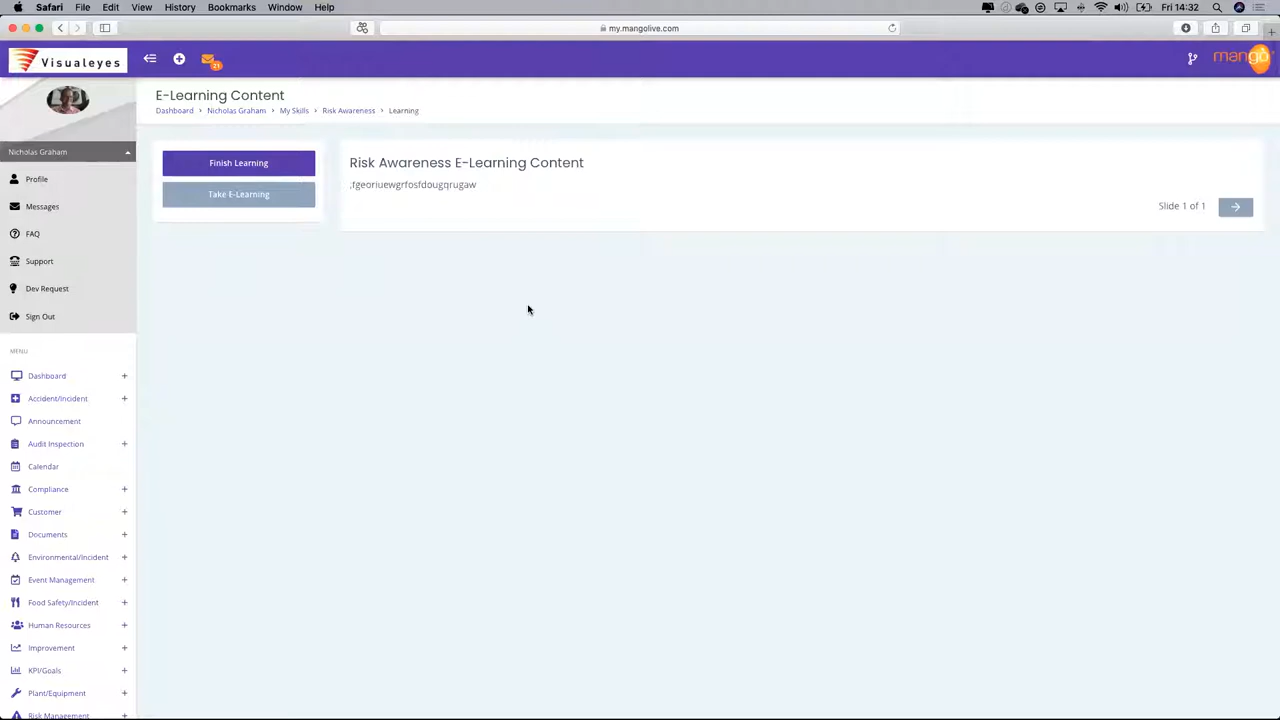 Safari File Edit View History Bookmarks Window Help Fri 14:32
my.mangolive.com
Visualeyes 21 mango
E-Learning Content
Dashboard > Nicholas Graham > My Skills > Risk Awareness > Learning
Nicholas Graham
Profile
Messages
FAQ
Support
Dev Request
Sign Out
MENU
Dashboard +
Accident/Incident +
Announcement
Audit Inspection +
Calendar
Compliance +
Customer +
Documents +
Environmental/Incident +
Event Management +
Food Safety/Incident +
Human Resources +
Improvement +
KPI/Goals +
Plant/Equipment +
Risk Management +
Finish Learning
Take E-Learning
Risk Awareness E-Learning Content
,fgeoriuewgrfosfdougqrugaw
Slide 1 of 1